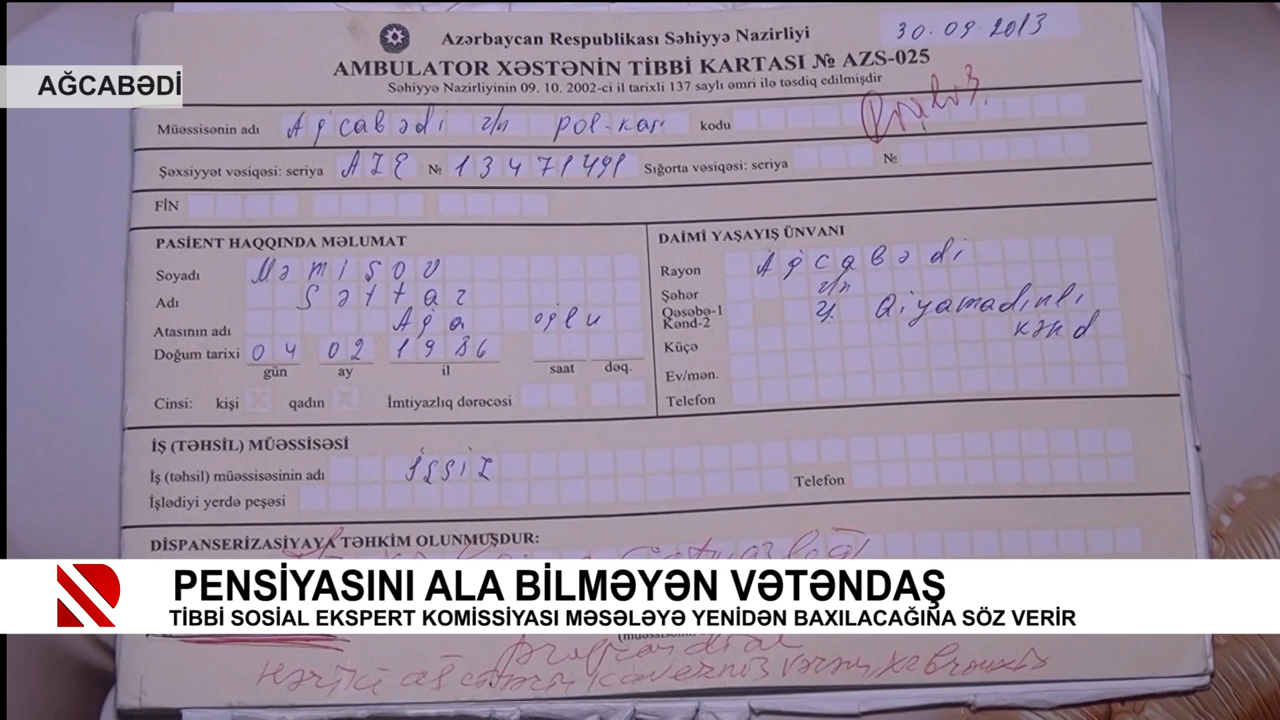 30.09.2013
Azərbaycan Respublikası Səhiyyə Nazirliyi
AMBULATOR XƏSTƏNİN TİBBİ KARTASI № AZS-025
Səhiyyə Nazirliyinin 09. 10. 2002-ci il tarixli 137 saylı əmri ilə təsdiq edilmişdir
AĞCABƏDİ
Müəssisənin adı Ağcabədi r/n pol-kası kodu
Şəxsiyyət vəsiqəsi: seriya AZE № 13471491 Sığorta vəsiqəsi: seriya №
FİN
PASİENT HAQQINDA MƏLUMAT
Soyadı Məmişov
Adı Səttar
Atasının adı Ağa oğlu
Doğum tarixi 04 02 1986
gün ay il saat dəq.
Cinsi: kişi qadın İmtiyazlıq dərəcəsi
DAİMİ YAŞAYIŞ ÜNVANI
Rayon Ağcabədi
Şəhər r/n
Qəsəbə-1
Kənd-2 Qiyamadınlı
kənd
Küçə
Ev/mən.
Telefon
İŞ (TƏHSİL) MÜƏSSİSƏSİ
İş (təhsil) müəssisəsinin adı İşsiz Telefon
İşlədiyi yerdə peşəsi
DİSPANSERİZASİYAYA TƏHKİM OLUNMUŞDUR:
PENSİYASINI ALA BİLMƏYƏN VƏTƏNDAŞ
TİBBİ SOSİAL EKSPERT KOMİSSİYASI MƏSƏLƏYƏ YENİDƏN BAXILACAĞINA SÖZ VERİR